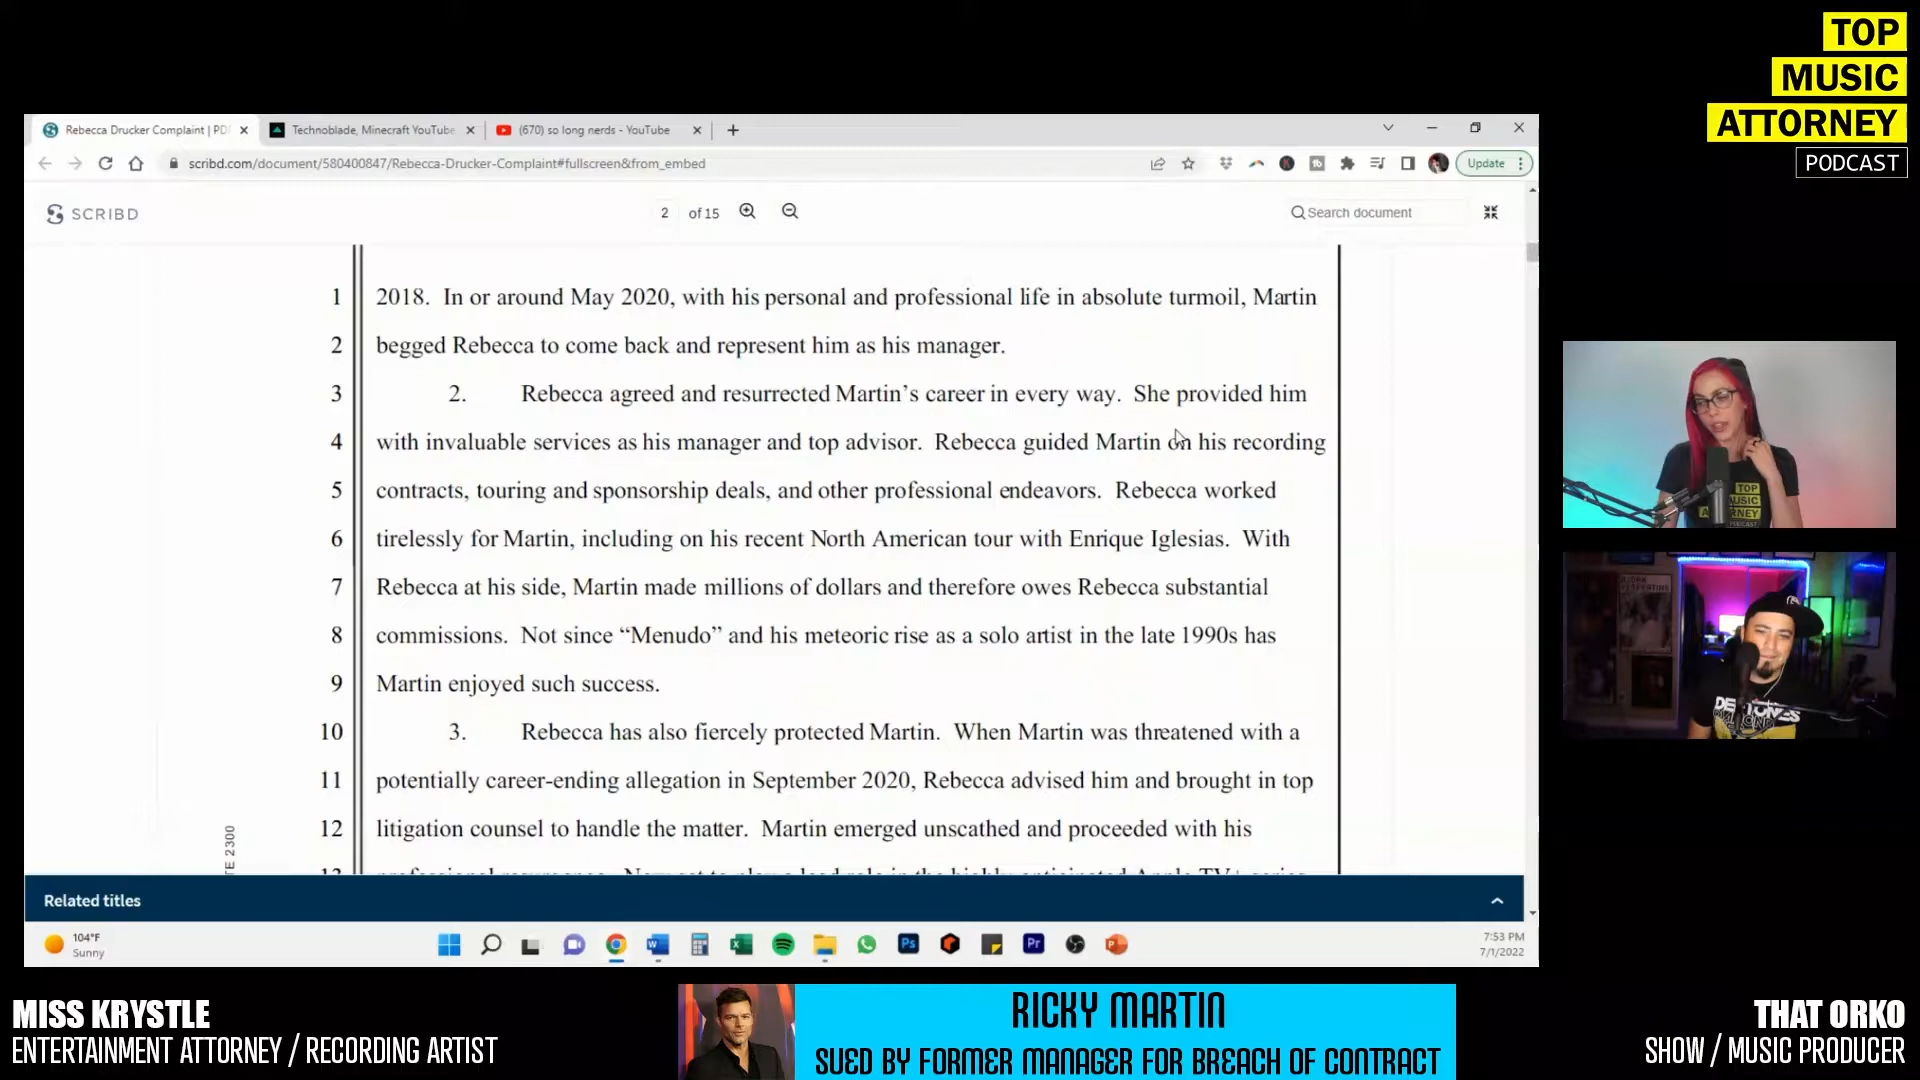 TOP
MUSIC
ATTORNEY
PODCAST
Rebecca Drucker Complaint | PDF
Technoblade, Minecraft YouTube
(670) so long nerds - YouTube
scribd.com/document/580400847/Rebecca-Drucker-Complaint#fullscreen&from_embed
Update
SCRIBD
2 of 15
Search document
1 2018. In or around May 2020, with his personal and professional life in absolute turmoil, Martin
2 begged Rebecca to come back and represent him as his manager.
3 2. Rebecca agreed and resurrected Martin's career in every way. She provided him
4 with invaluable services as his manager and top advisor. Rebecca guided Martin on his recording
5 contracts, touring and sponsorship deals, and other professional endeavors. Rebecca worked
6 tirelessly for Martin, including on his recent North American tour with Enrique Iglesias. With
7 Rebecca at his side, Martin made millions of dollars and therefore owes Rebecca substantial
8 commissions. Not since “Menudo” and his meteoric rise as a solo artist in the late 1990s has
9 Martin enjoyed such success.
10 3. Rebecca has also fiercely protected Martin. When Martin was threatened with a
11 potentially career-ending allegation in September 2020, Rebecca advised him and brought in top
12 litigation counsel to handle the matter. Martin emerged unscathed and proceeded with his
TE 2300
Related titles
104°F
Sunny
7:53 PM
7/1/2022
TOP
MUSIC
ATTORNEY
PODCAST
DEFTONES
MISS KRYSTLE
ENTERTAINMENT ATTORNEY / RECORDING ARTIST
RICKY MARTIN
SUED BY FORMER MANAGER FOR BREACH OF CONTRACT
THAT ORKO
SHOW / MUSIC PRODUCER